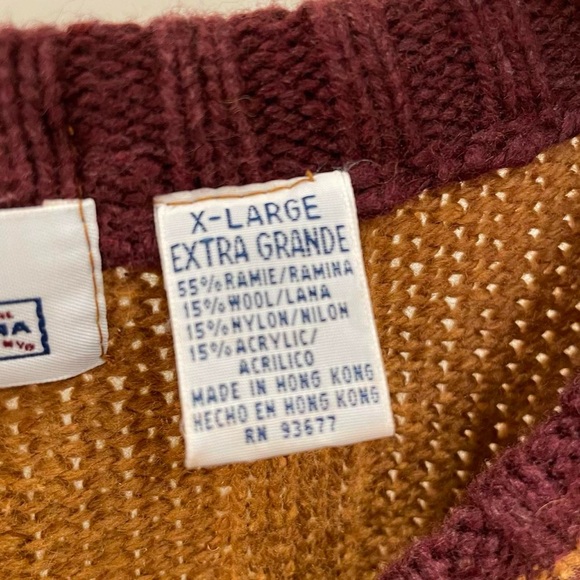 X-LARGE
EXTRA GRANDE
55% RAMIE/RAMINA
15% WOOL/LANA
15% NYLON/NILON
15% ACRYLIC/
ACRILICO
MADE IN HONG KONG
HECHO EN HONG KONG
RN 93677